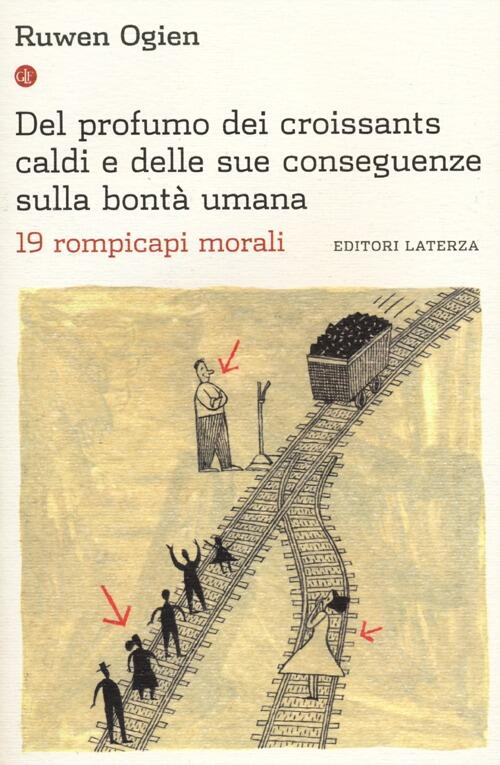 Ruwen Ogien
GLF
Del profumo dei croissants
caldi e delle sue conseguenze
sulla bontà umana
19 rompicapi morali
EDITORI LATERZA